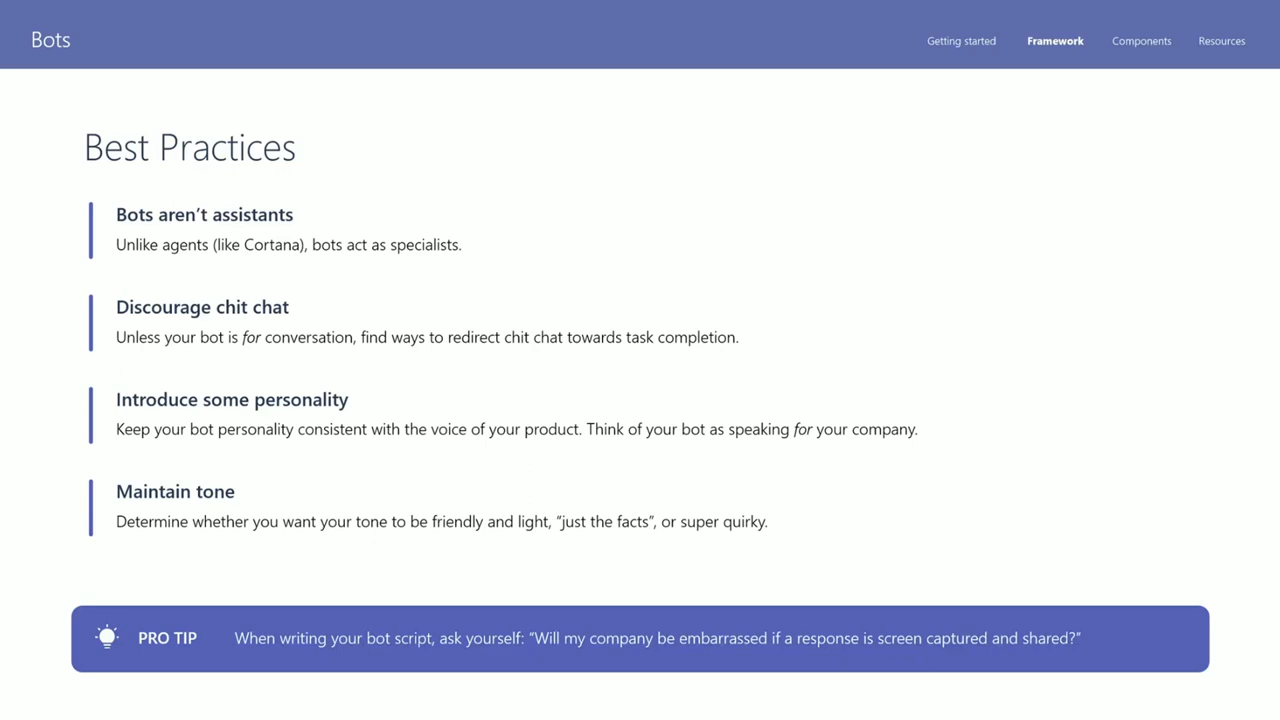 Bots
Getting started Framework Components Resources
Best Practices
Bots aren’t assistants
Unlike agents (like Cortana), bots act as specialists.
Discourage chit chat
Unless your bot is for conversation, find ways to redirect chit chat towards task completion.
Introduce some personality
Keep your bot personality consistent with the voice of your product. Think of your bot as speaking for your company.
Maintain tone
Determine whether you want your tone to be friendly and light, “just the facts”, or super quirky.
PRO TIP When writing your bot script, ask yourself: “Will my company be embarrassed if a response is screen captured and shared?”